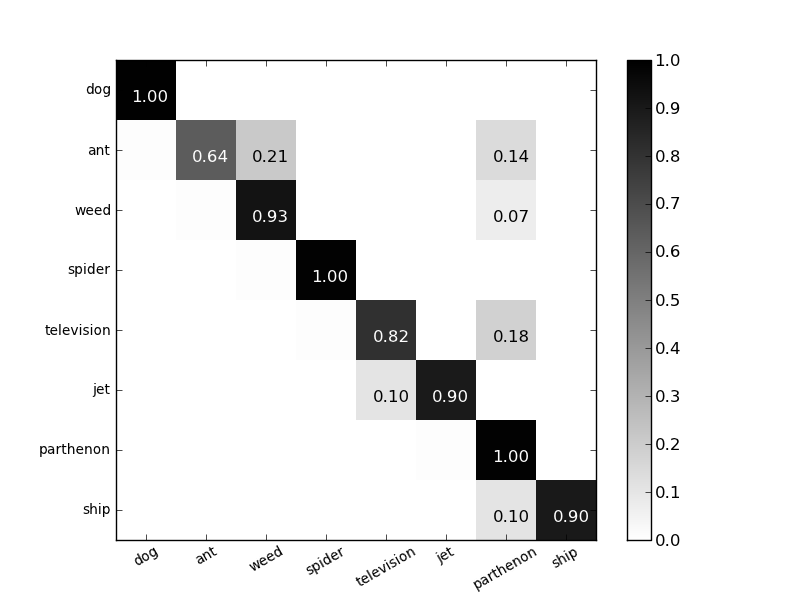 1.0
dog 1.00
0.9
ant 0.64 0.21 0.14
0.8
weed 0.93 0.07
0.7
0.6
spider 1.00
0.5
television 0.82 0.18
0.4
0.3
jet 0.10 0.90
0.2
parthenon 1.00
0.1
ship 0.10 0.90
0.0
dog ant weed spider television jet parthenon ship